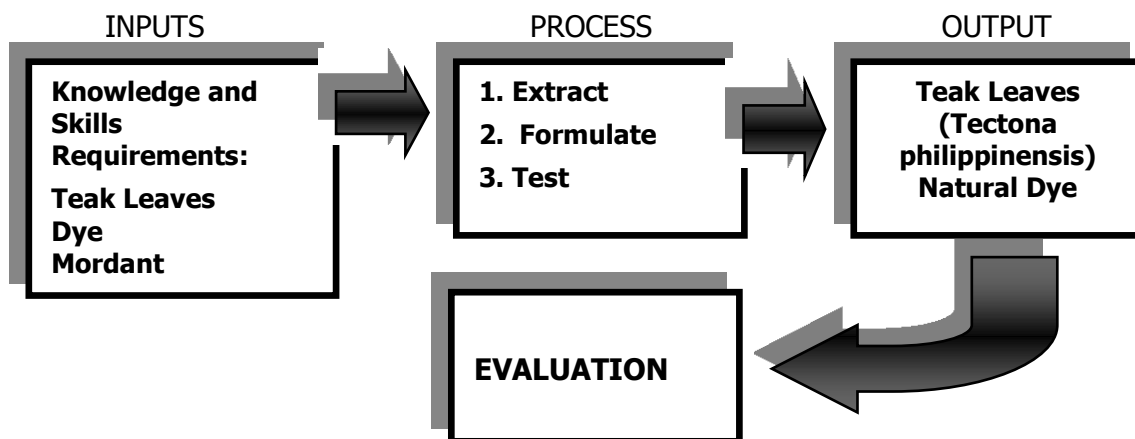 INPUTS
Knowledge and
Skills
Requirements:
Teak Leaves
Dye
Mordant
PROCESS
1. Extract
2. Formulate
3. Test
OUTPUT
Teak Leaves
(Tectona
philippinensis)
Natural Dye
EVALUATION